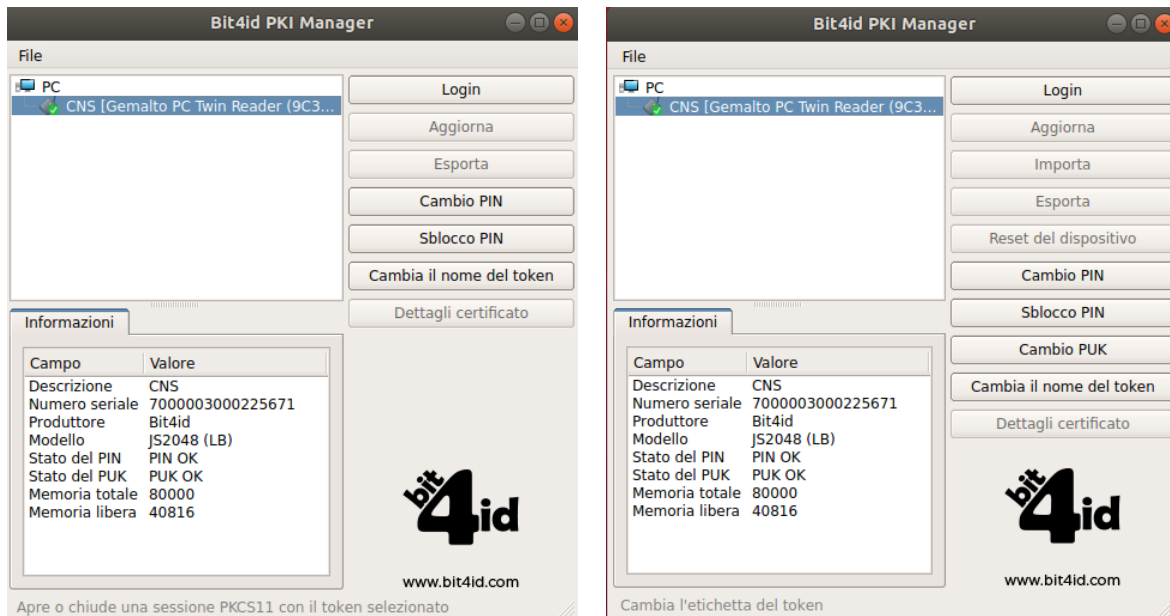 Bit4id PKI Manager
File
PC
CNS [Gemalto PC Twin Reader (9C3...
Login
Aggiorna
Esporta
Cambio PIN
Sblocco PIN
Cambia il nome del token
Dettagli certificato
Informazioni
Campo Valore
Descrizione CNS
Numero seriale 7000003000225671
Produttore Bit4id
Modello JS2048 (LB)
Stato del PIN PIN OK
Stato del PUK PUK OK
Memoria totale 80000
Memoria libera 40816
bit4id
www.bit4id.com
Apre o chiude una sessione PKCS11 con il token selezionato
Bit4id PKI Manager
File
PC
CNS [Gemalto PC Twin Reader (9C3...
Login
Aggiorna
Importa
Esporta
Reset del dispositivo
Cambio PIN
Sblocco PIN
Cambio PUK
Cambia il nome del token
Dettagli certificato
Informazioni
Campo Valore
Descrizione CNS
Numero seriale 7000003000225671
Produttore Bit4id
Modello JS2048 (LB)
Stato del PIN PIN OK
Stato del PUK PUK OK
Memoria totale 80000
Memoria libera 40816
bit4id
www.bit4id.com
Cambia l'etichetta del token